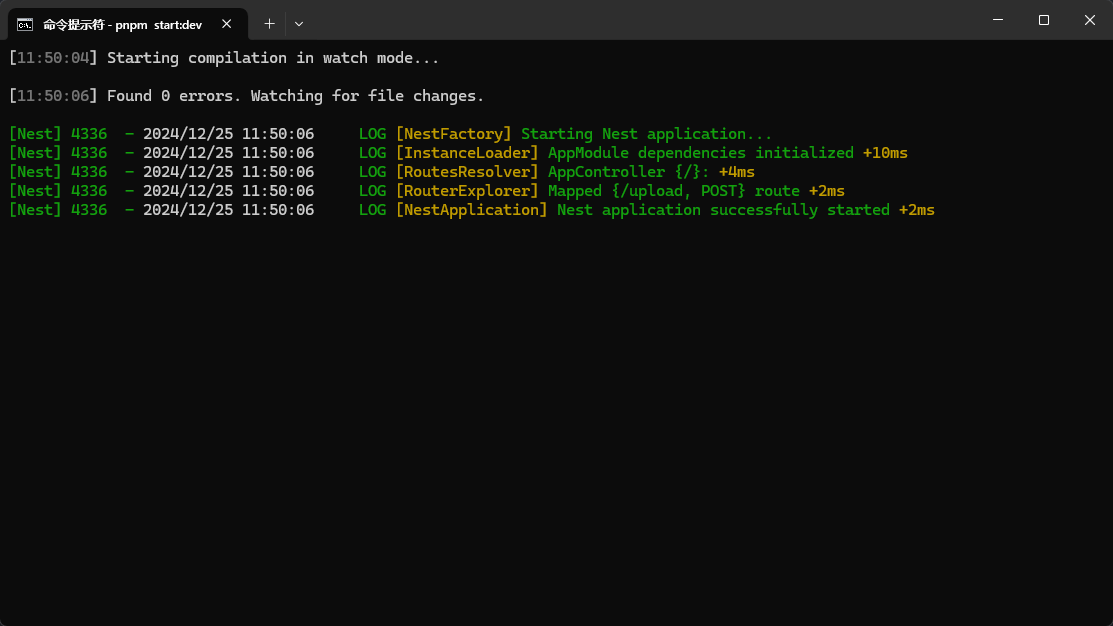 命令提示符 - pnpm start:dev
[11:50:04] Starting compilation in watch mode...
[11:50:06] Found 0 errors. Watching for file changes.
[Nest] 4336  - 2024/12/25 11:50:06     LOG [NestFactory] Starting Nest application...
[Nest] 4336  - 2024/12/25 11:50:06     LOG [InstanceLoader] AppModule dependencies initialized +10ms
[Nest] 4336  - 2024/12/25 11:50:06     LOG [RoutesResolver] AppController {/}: +4ms
[Nest] 4336  - 2024/12/25 11:50:06     LOG [RouterExplorer] Mapped {/upload, POST} route +2ms
[Nest] 4336  - 2024/12/25 11:50:06     LOG [NestApplication] Nest application successfully started +2ms